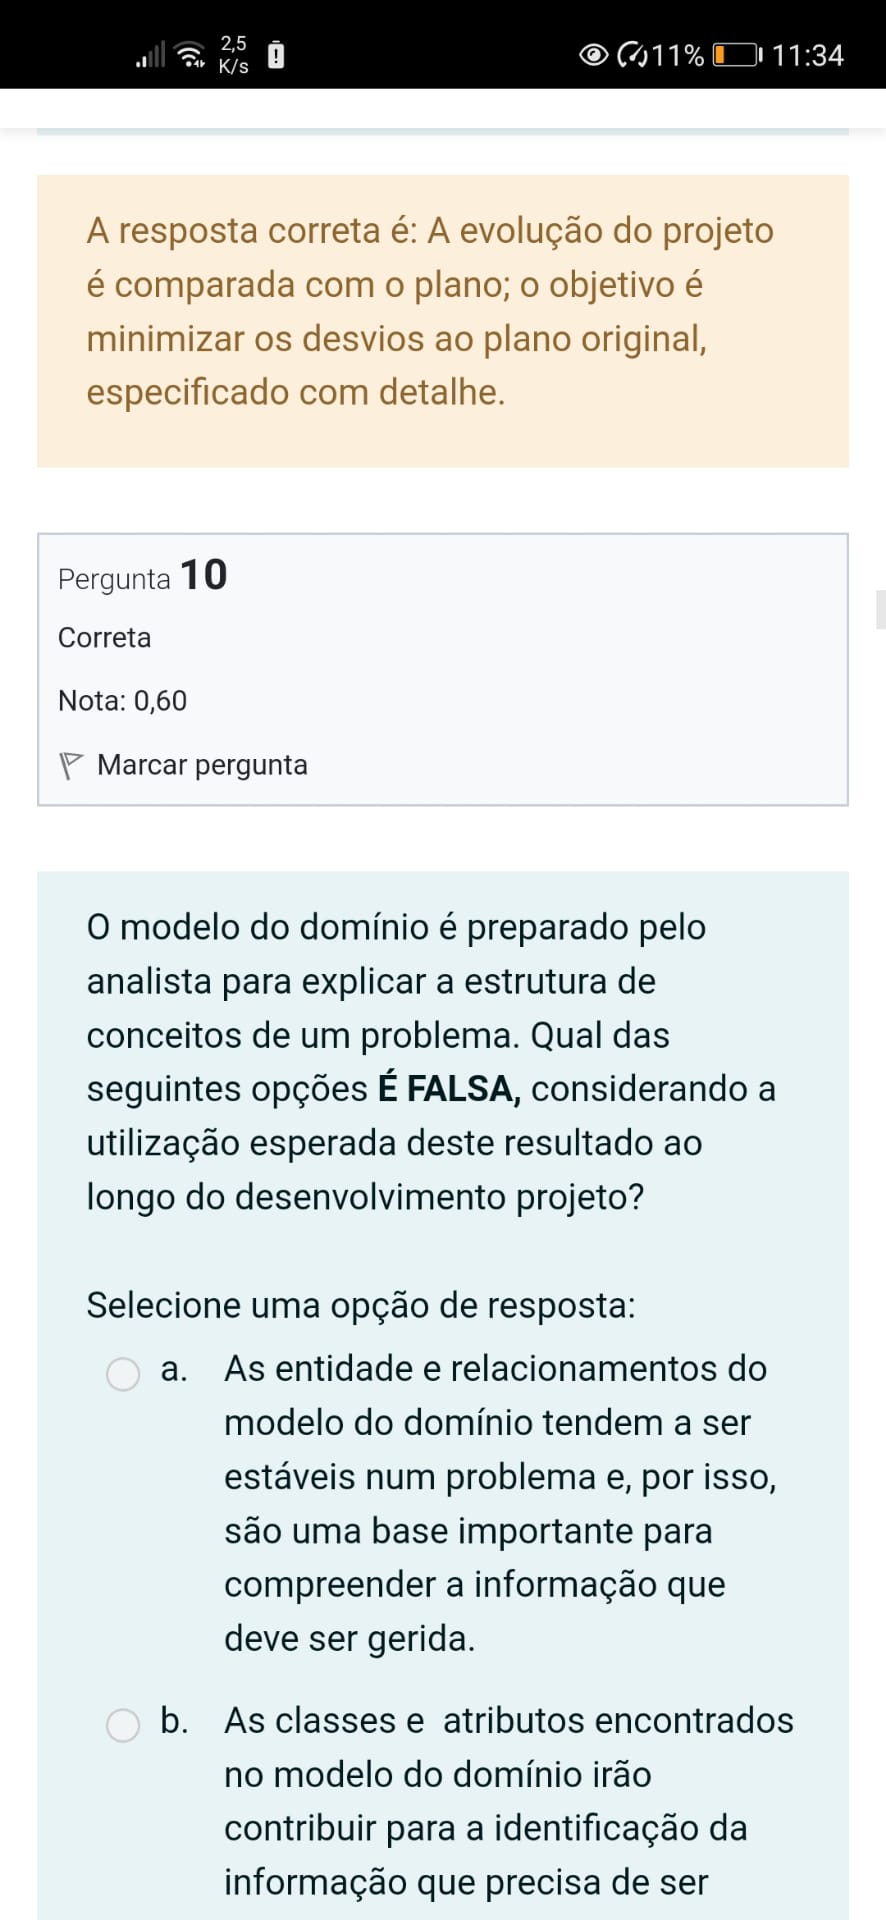 2,5
K/s
11% 11:34
A resposta correta é: A evolução do projeto
é comparada com o plano; o objetivo é
minimizar os desvios ao plano original,
especificado com detalhe.
Pergunta 10
Correta
Nota: 0,60
Marcar pergunta
O modelo do domínio é preparado pelo
analista para explicar a estrutura de
conceitos de um problema. Qual das
seguintes opções É FALSA, considerando a
utilização esperada deste resultado ao
longo do desenvolvimento projeto?
Selecione uma opção de resposta:
a. As entidade e relacionamentos do
modelo do domínio tendem a ser
estáveis num problema e, por isso,
são uma base importante para
compreender a informação que
deve ser gerida.
b. As classes e atributos encontrados
no modelo do domínio irão
contribuir para a identificação da
informação que precisa de ser